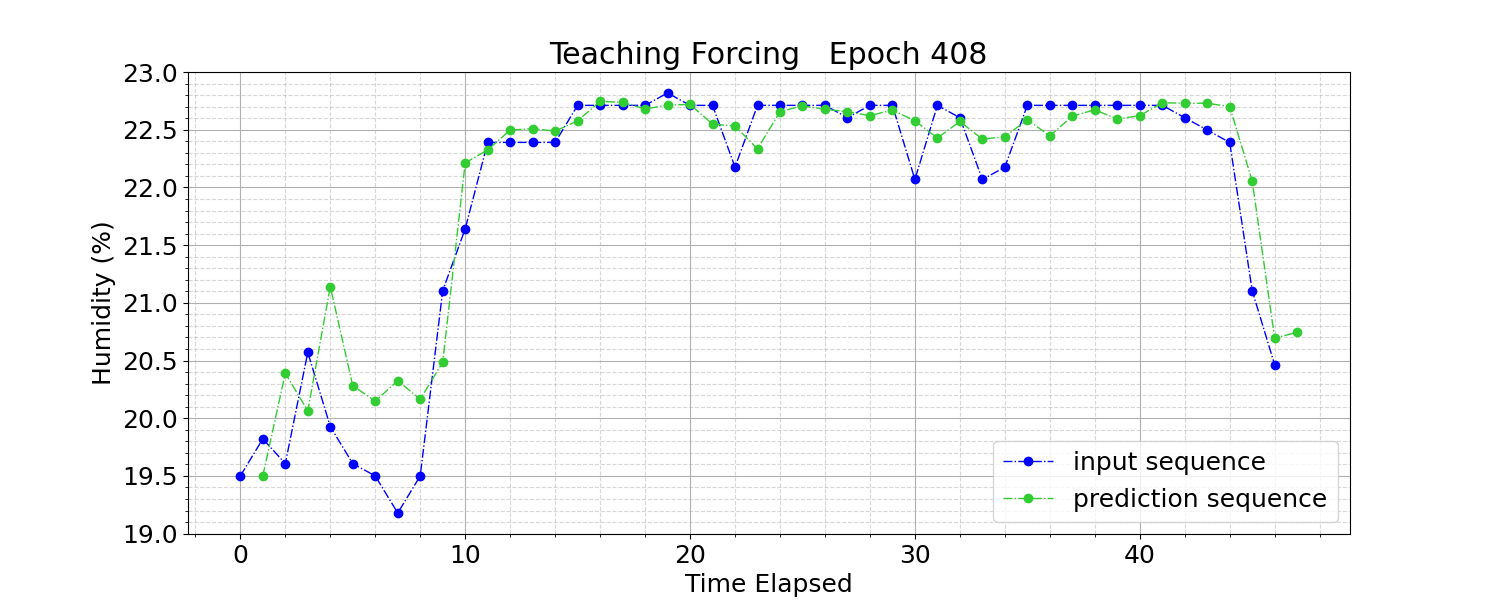 Teaching Forcing   Epoch 408
23.0
22.5
22.0
21.5
21.0
20.5
20.0
19.5
19.0
Humidity (%)
input sequence
prediction sequence
0 10 20 30 40
Time Elapsed